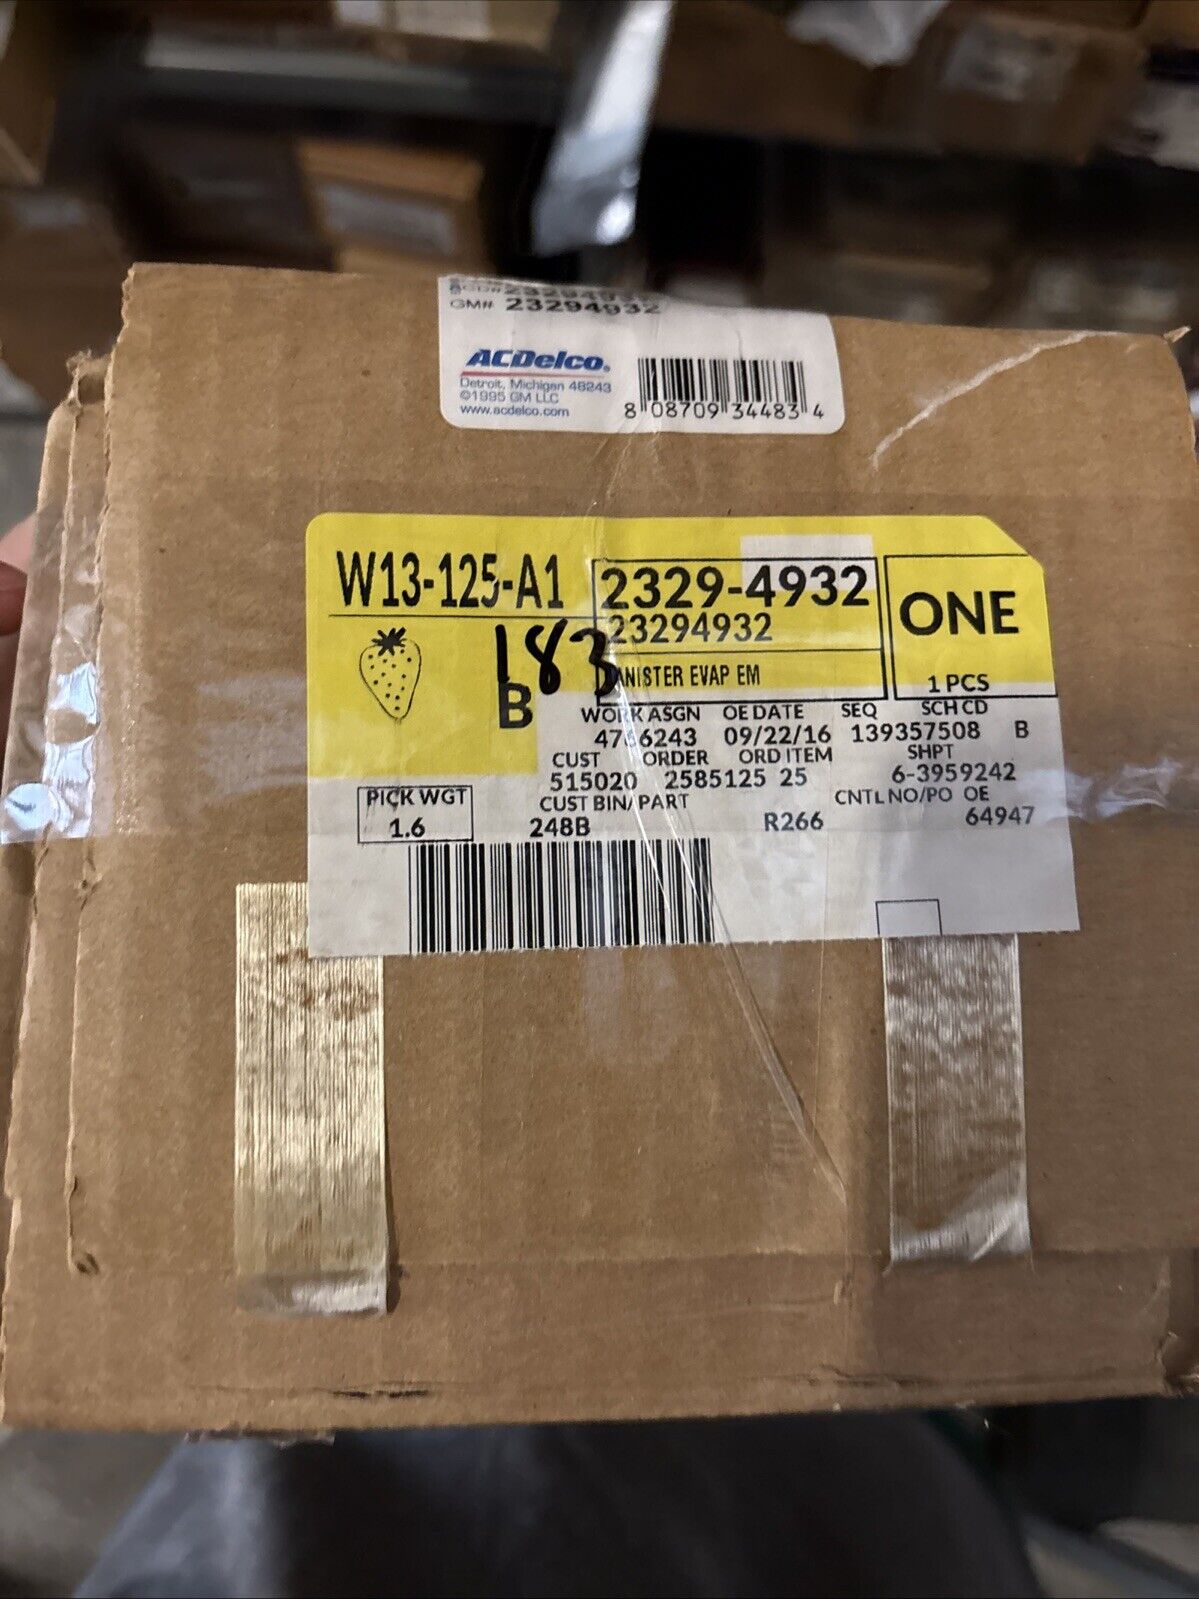 GM# 23294932
ACDelco.
Detroit, Michigan 48243
©1995 GM LLC
www.acdelco.com
8 08709 34483 4
W13-125-A1
2329-4932
23294932
ONE
183
B
ANISTER EVAP EM
1 PCS
WORK ASGN OE DATE SEQ SCH CD
4766243 09/22/16 139357508 B
CUST ORDER ORD ITEM SHPT
515020 2585125 25 6-3959242
PICK WGT
1.6
CUST BIN/PART CNTL NO/PO OE
248B R266 64947